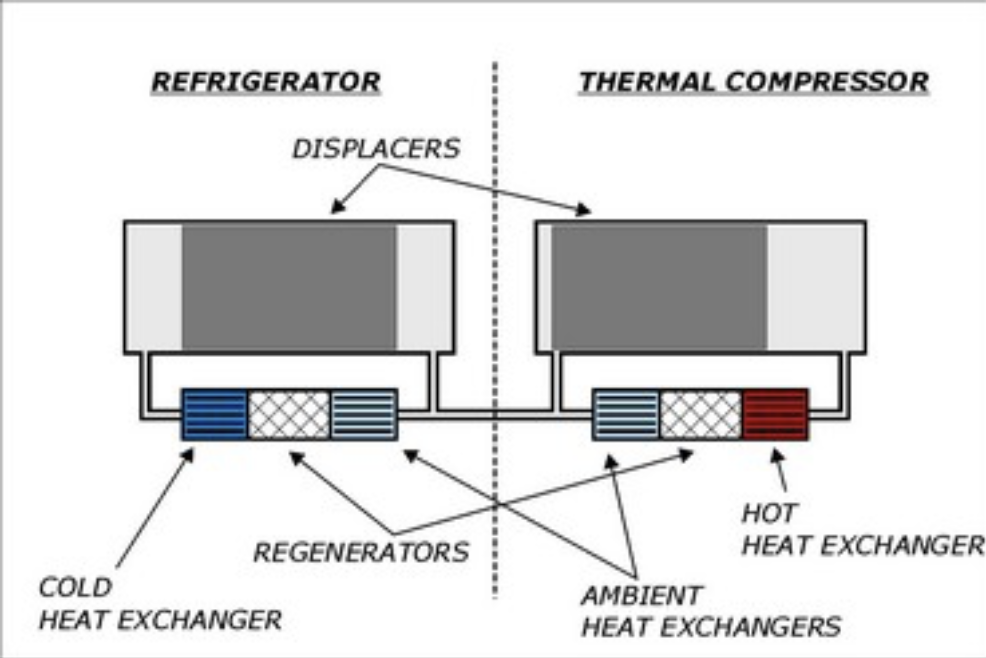 REFRIGERATOR
THERMAL COMPRESSOR
DISPLACERS
REGENERATORS
COLD
HEAT EXCHANGER
AMBIENT
HEAT EXCHANGERS
HOT
HEAT EXCHANGER